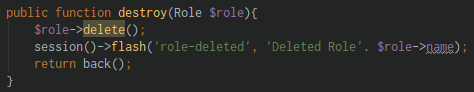 public function destroy(Role $role){
    $role->delete();
    session()->flash('role-deleted', 'Deleted Role'. $role->name);
    return back();
}